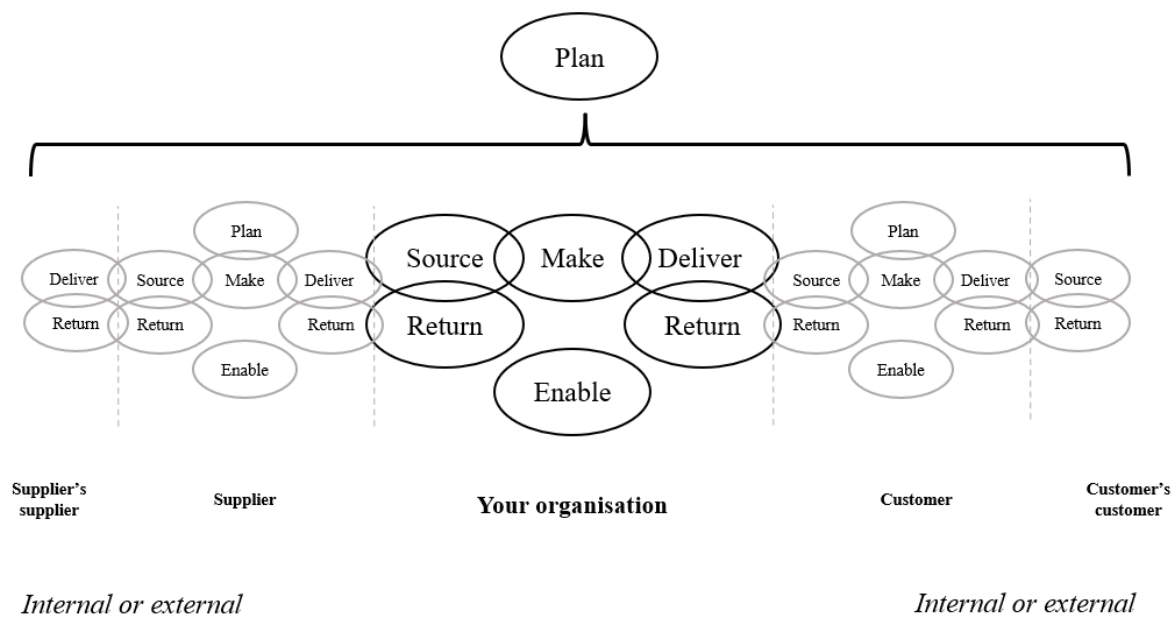 Plan
Plan
Plan
Source
Make
Deliver
Deliver
Source
Make
Deliver
Source
Make
Deliver
Source
Return
Return
Return
Return
Return
Return
Return
Return
Enable
Enable
Enable
Supplier's
supplier
Supplier
Your organisation
Customer
Customer's
customer
Internal or external
Internal or external